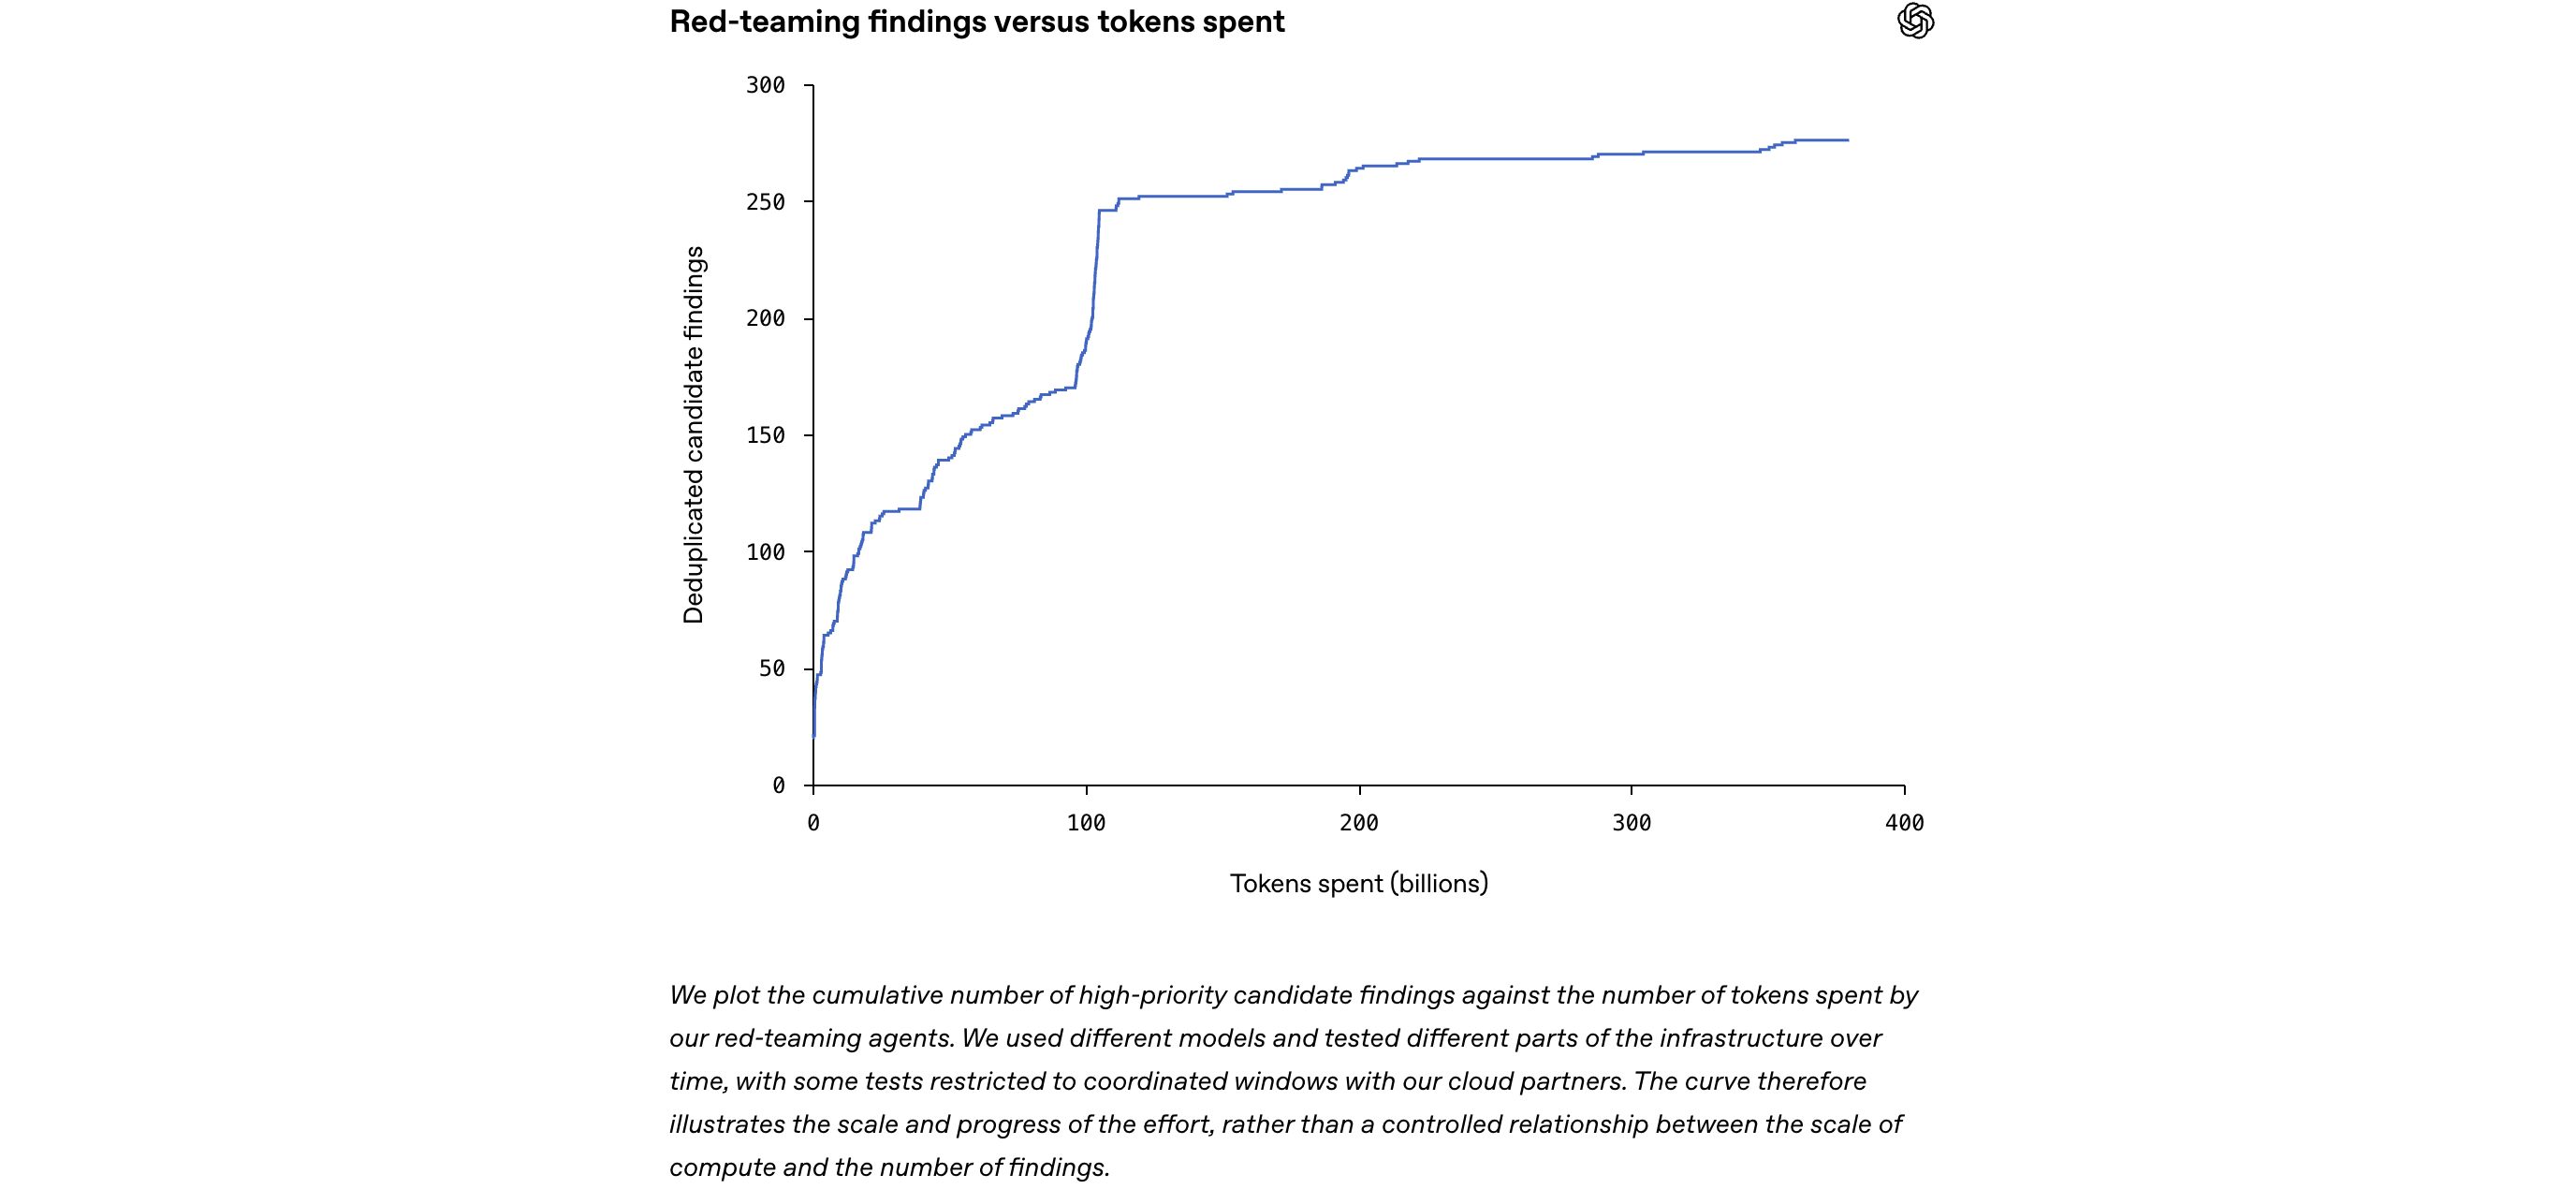 Red-teaming findings versus tokens spent
300
250
200
150
100
50
0
Deduplicated candidate findings
0 100 200 300 400
Tokens spent (billions)
We plot the cumulative number of high-priority candidate findings against the number of tokens spent by
our red-teaming agents. We used different models and tested different parts of the infrastructure over
time, with some tests restricted to coordinated windows with our cloud partners. The curve therefore
illustrates the scale and progress of the effort, rather than a controlled relationship between the scale of
compute and the number of findings.